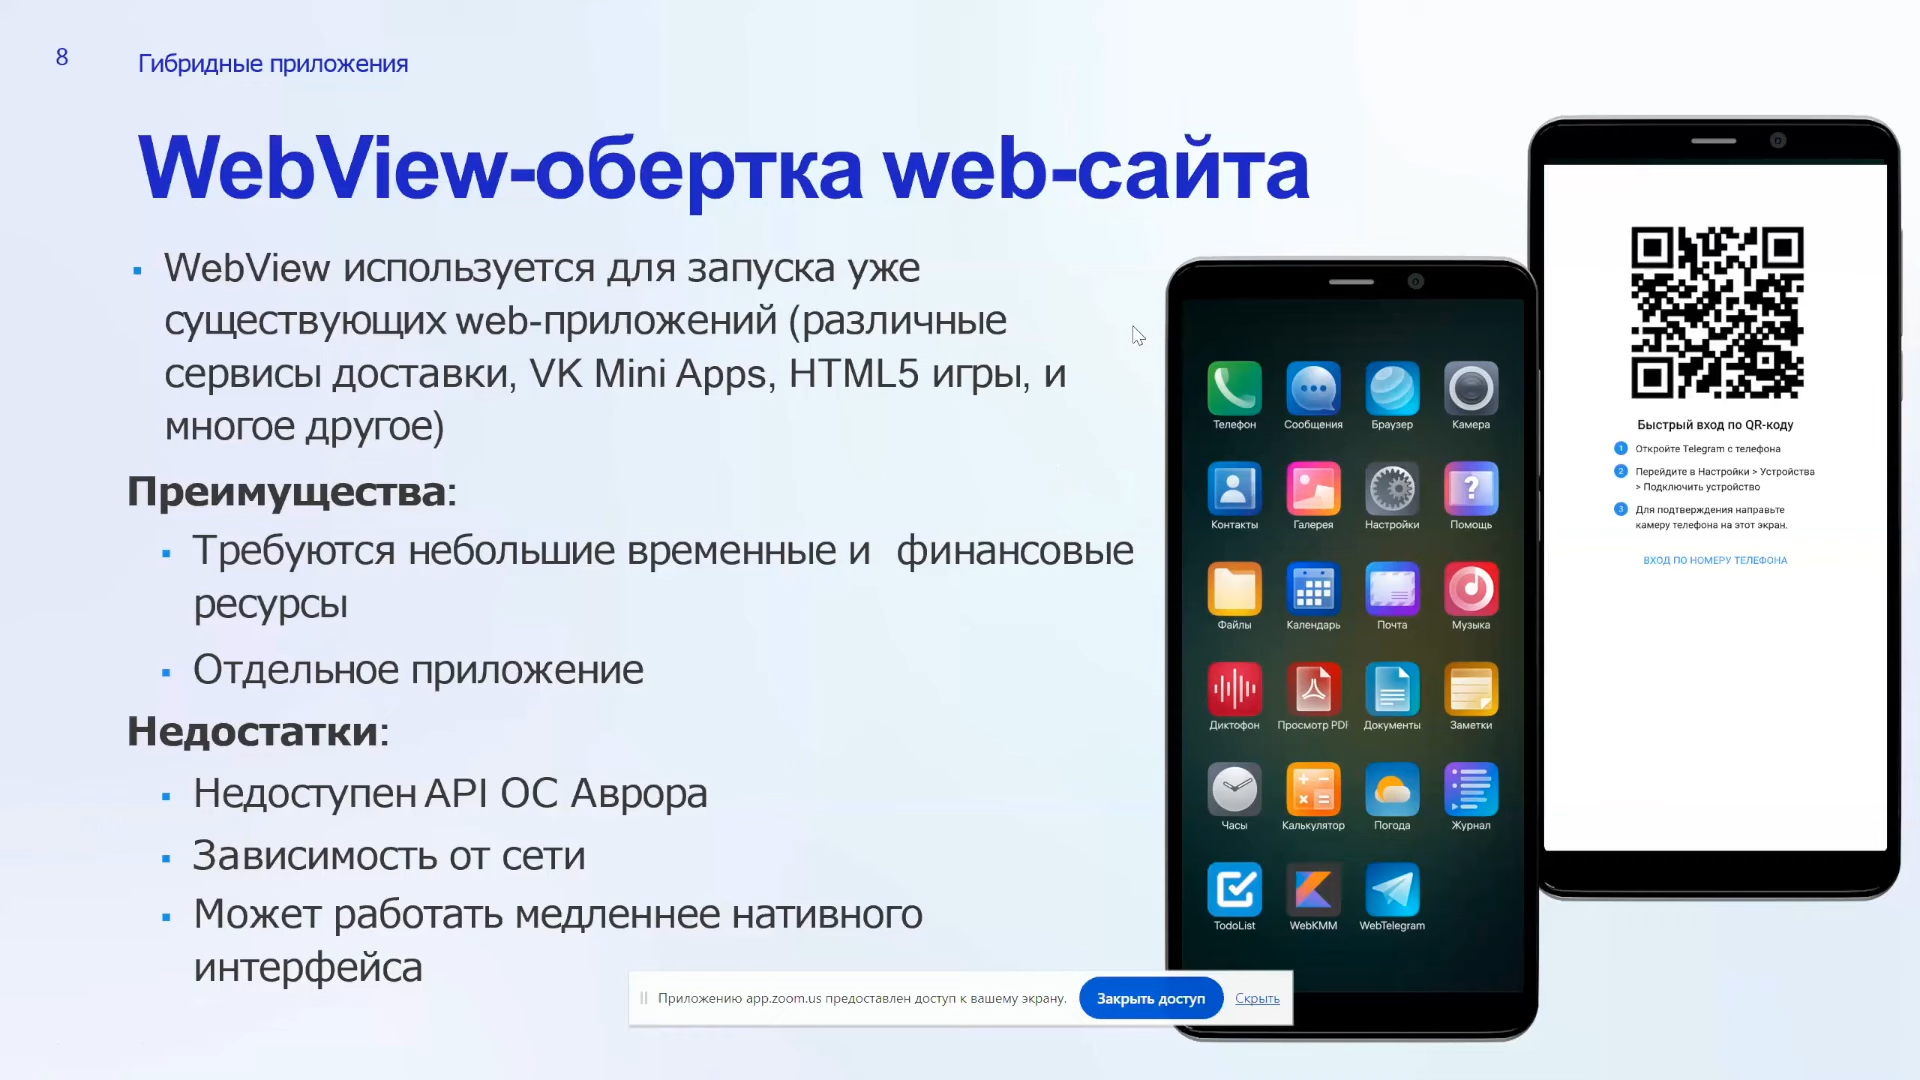 8
Гибридные приложения
WebView-обертка web-сайта
WebView используется для запуска уже
существующих web-приложений (различные
сервисы доставки, VK Mini Apps, HTML5 игры, и
многое другое)
Преимущества:
Требуются небольшие временные и финансовые
ресурсы
Отдельное приложение
Недостатки:
Недоступен API ОС Аврора
Зависимость от сети
Может работать медленнее нативного
интерфейса
Телефон Сообщения Браузер Камера
Контакты Галерея Настройки Помощь
Файлы Календарь Почта Музыка
Диктофон Просмотр PDF Документы Заметки
Часы Калькулятор Погода Журнал
TodoList WebKMM WebTelegram
Быстрый вход по QR-коду
1 Откройте Telegram с телефона
2 Перейдите в Настройки > Устройства
> Подключить устройство
3 Для подтверждения направьте
камеру телефона на этот экран.
ВХОД ПО НОМЕРУ ТЕЛЕФОНА
Приложению app.zoom.us предоставлен доступ к вашему экрану. Закрыть доступ Скрыть